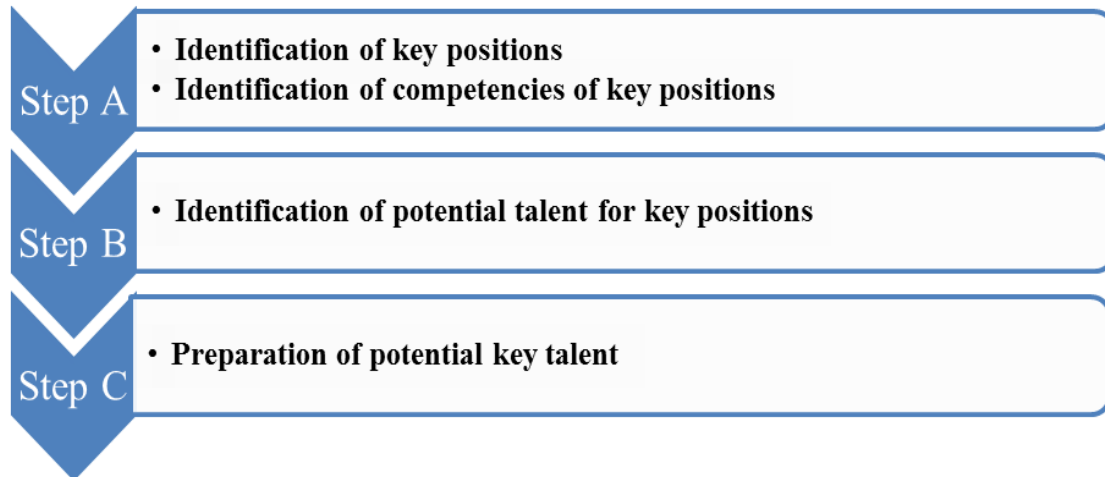 Step A
• Identification of key positions
• Identification of competencies of key positions
Step B
• Identification of potential talent for key positions
Step C
• Preparation of potential key talent